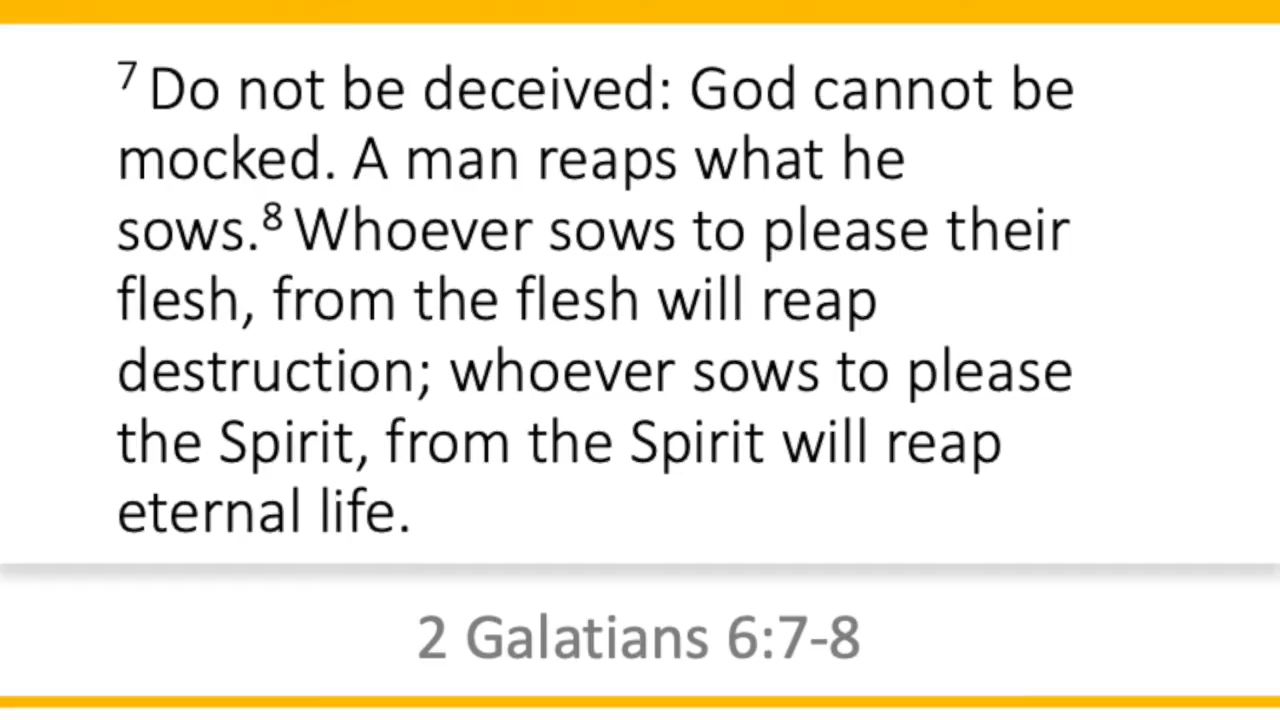 ⁷ Do not be deceived: God cannot be
mocked. A man reaps what he
sows.⁸ Whoever sows to please their
flesh, from the flesh will reap
destruction; whoever sows to please
the Spirit, from the Spirit will reap
eternal life.
2 Galatians 6:7-8